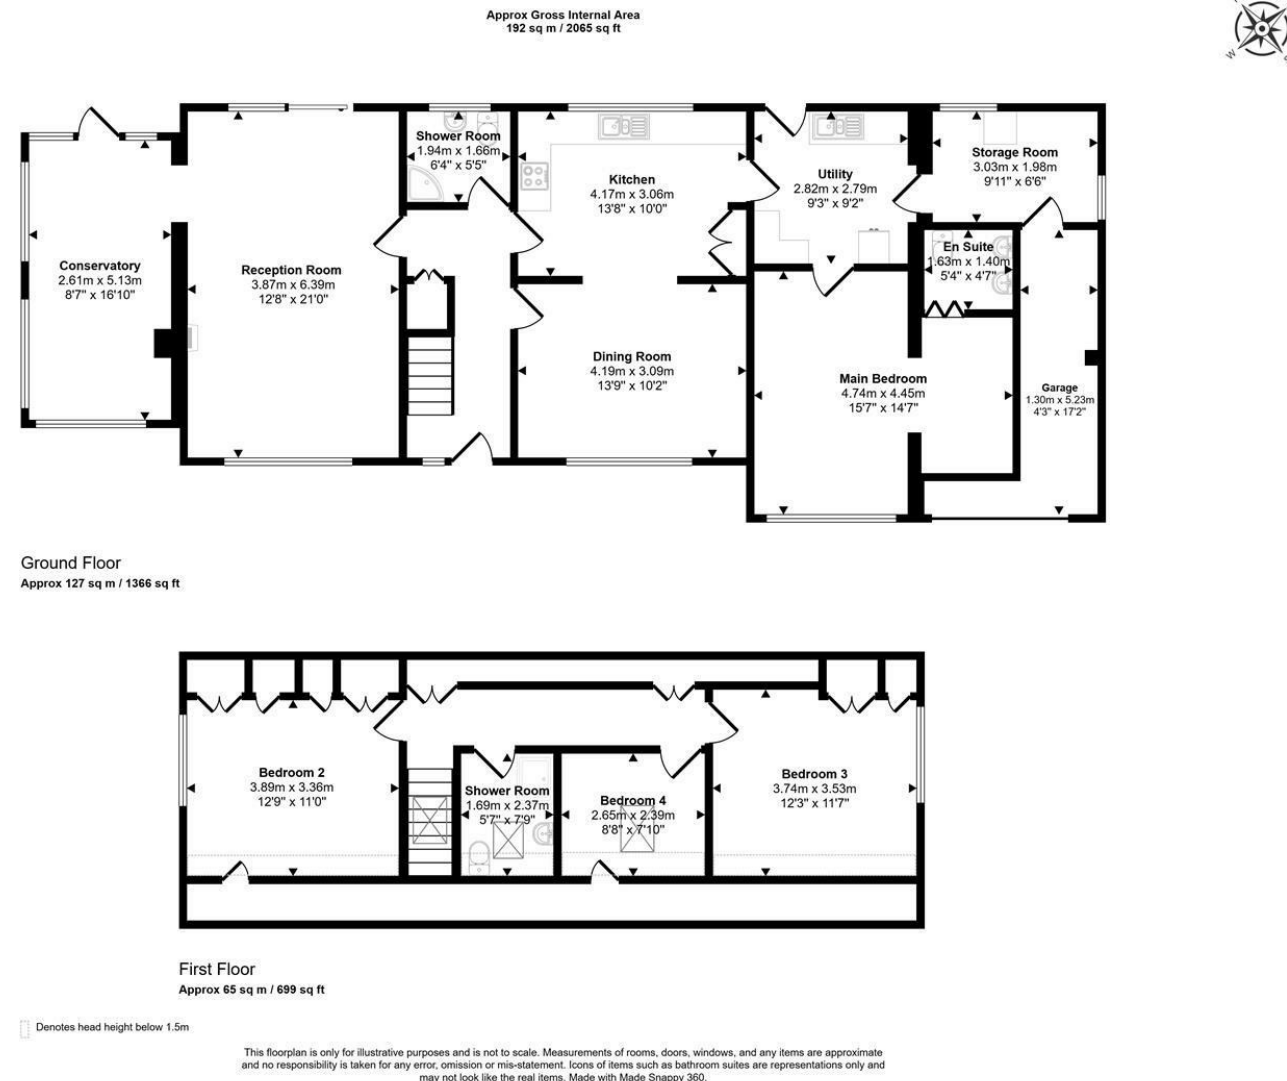 Approx Gross Internal Area
192 sq m / 2065 sq ft
W
Shower Room
1.94m x 1.66m
6'4" x 5'5"
Kitchen
4.17m x 3.06m
13'8" x 10'0"
Utility
2.82m x 2.79m
9'3" x 9'2"
Storage Room
3.03m x 1.98m
9'11" x 6'6"
Conservatory
2.61m x 5.13m
8'7" x 16'10"
Reception Room
3.87m x 6.39m
12'8" x 21'0"
En Suite
1.63m x 1.40m
5'4" x 4'7"
Dining Room
4.19m x 3.09m
13'9" x 10'2"
Main Bedroom
4.74m x 4.45m
15'7" x 14'7"
Garage
1.30m x 5.23m
4'3" x 17'2"
Ground Floor
Approx 127 sq m / 1366 sq ft
Bedroom 2
3.89m x 3.36m
12'9" x 11'0"
Shower Room
1.69m x 2.37m
5'7" x 7'9"
Bedroom 4
2.65m x 2.39m
8'8" x 7'10"
Bedroom 3
3.74m x 3.53m
12'3" x 11'7"
First Floor
Approx 65 sq m / 699 sq ft
Denotes head height below 1.5m
This floorplan is only for illustrative purposes and is not to scale. Measurements of rooms, doors, windows, and any items are approximate
and no responsibility is taken for any error, omission or mis-statement. Icons of items such as bathroom suites are representations only and
may not look like the real items. Made with Made Snappy 360.